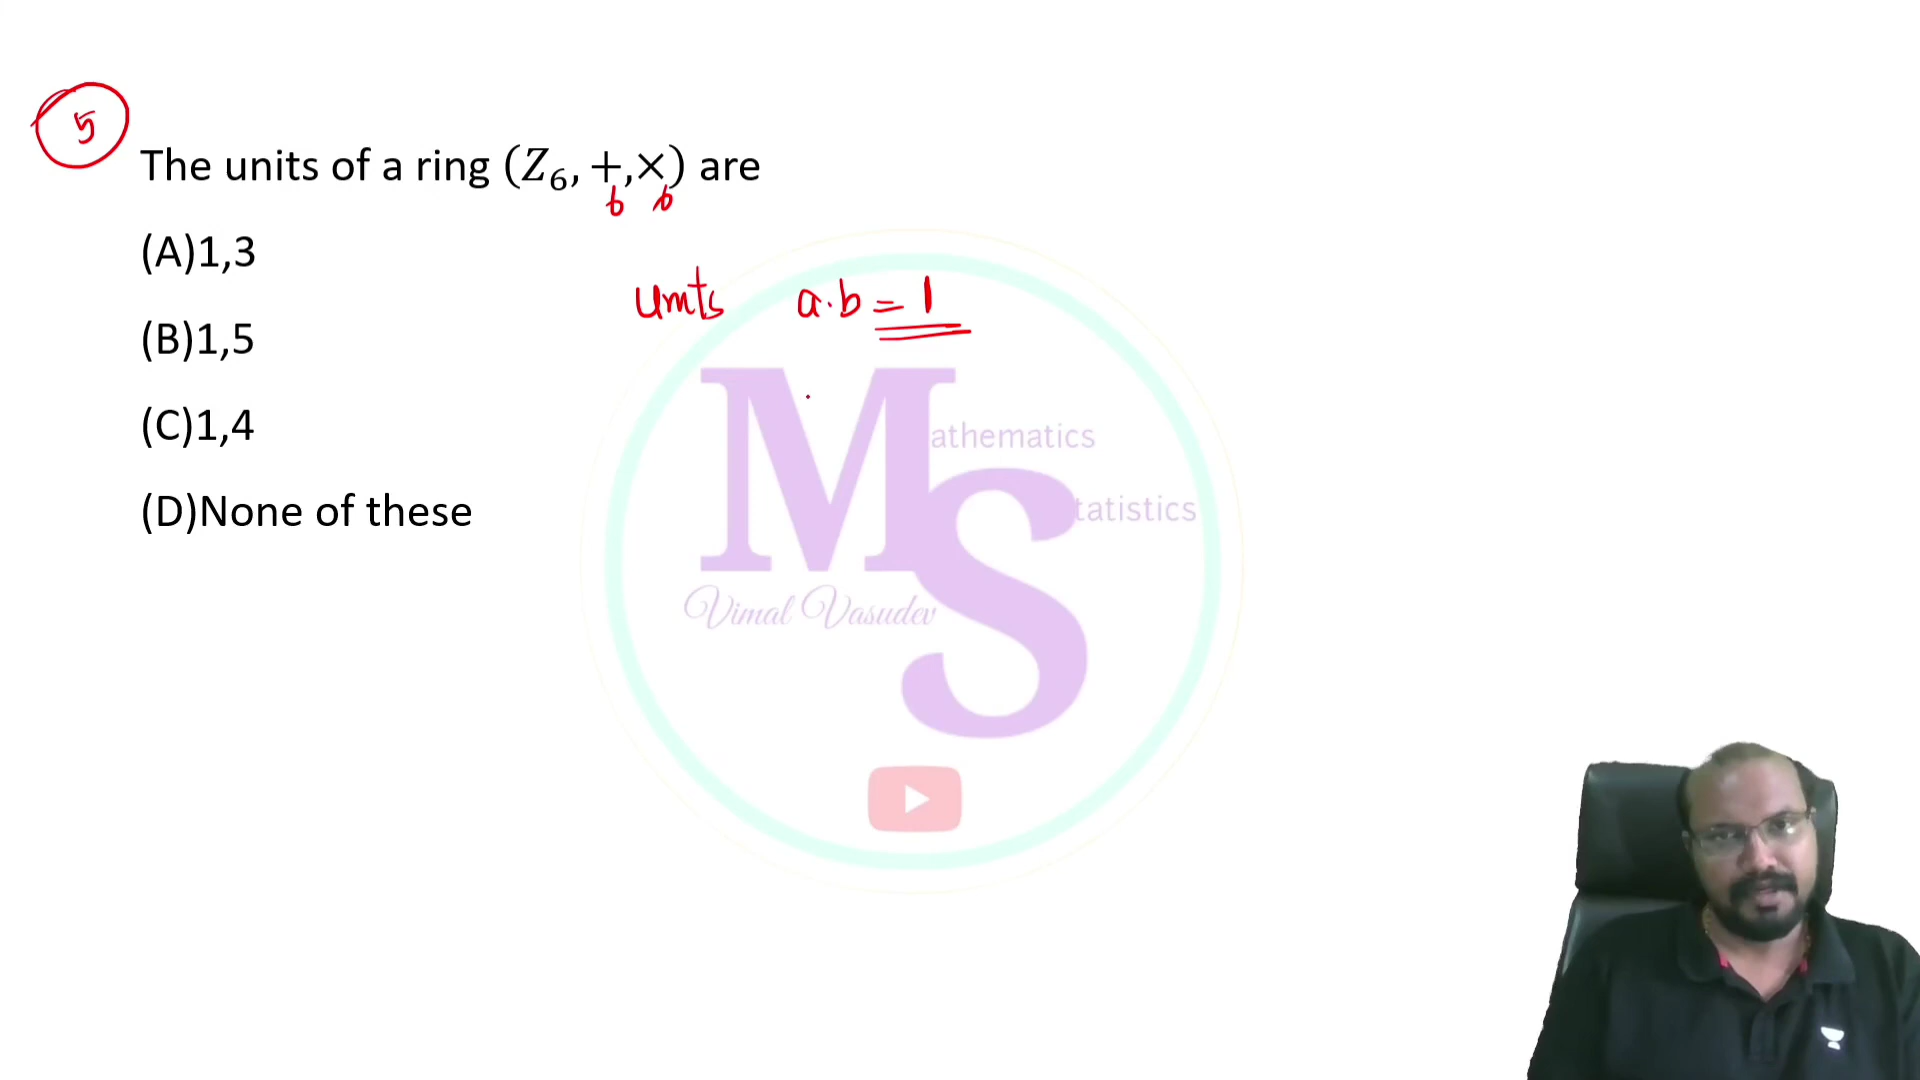 5
The units of a ring (Z₆, +,×) are
6 6
(A)1,3
units a.b = 1
(B)1,5
(C)1,4
(D)None of these
M
athematics
S
tatistics
Vimal Vasudev